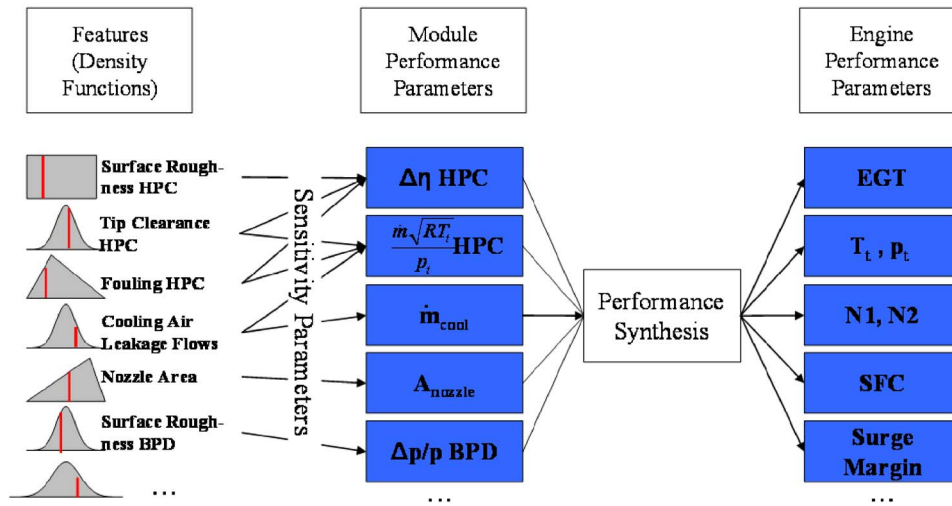 Features
(Density
Functions)
Module
Performance
Parameters
Engine
Performance
Parameters
Surface Rough-
ness HPC
Tip Clearance
HPC
Fouling HPC
Cooling Air
Leakage Flows
Nozzle Area
Surface Rough-
ness BPD
...
Sensitivity Parameters
Δη HPC
ṁ√RTₜ/pₜ HPC
ṁcool
Anozzle
Δp/p BPD
...
Performance
Synthesis
EGT
Tt , pt
N1, N2
SFC
Surge
Margin
...